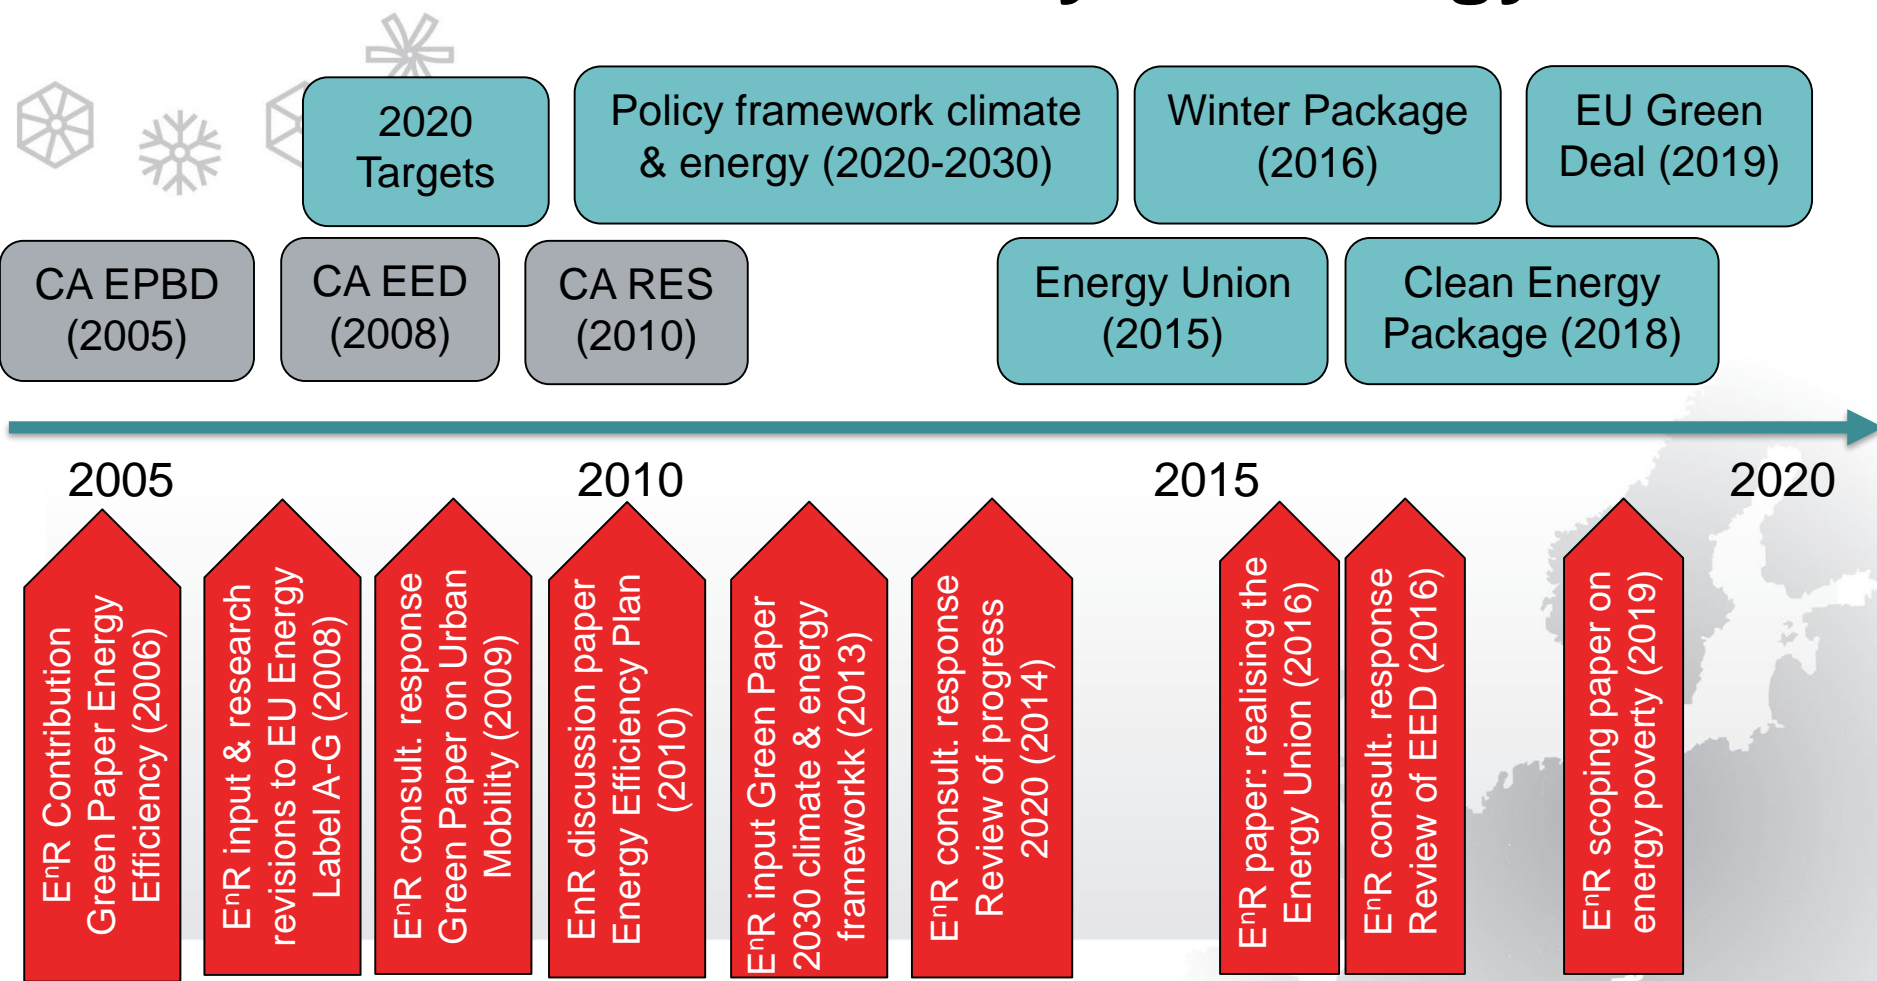 2020
Targets
Policy framework climate
& energy (2020-2030)
Winter Package
(2016)
EU Green
Deal (2019)
CA EPBD
(2005)
CA EED
(2008)
CA RES
(2010)
Energy Union
(2015)
Clean Energy
Package (2018)
2005
2010
2015
2020
EⁿR Contribution
Green Paper Energy
Efficiency (2006)
EⁿR input & research
revisions to EU Energy
Label A-G (2008)
EⁿR consult. response
Green Paper on Urban
Mobility (2009)
EnR discussion paper
Energy Efficiency Plan
(2010)
EⁿR input Green Paper
2030 climate & energy
frameworkk (2013)
EⁿR consult. response
Review of progress
2020 (2014)
EⁿR paper: realising the
Energy Union (2016)
EⁿR consult. response
Review of EED (2016)
EⁿR scoping paper on
energy poverty (2019)